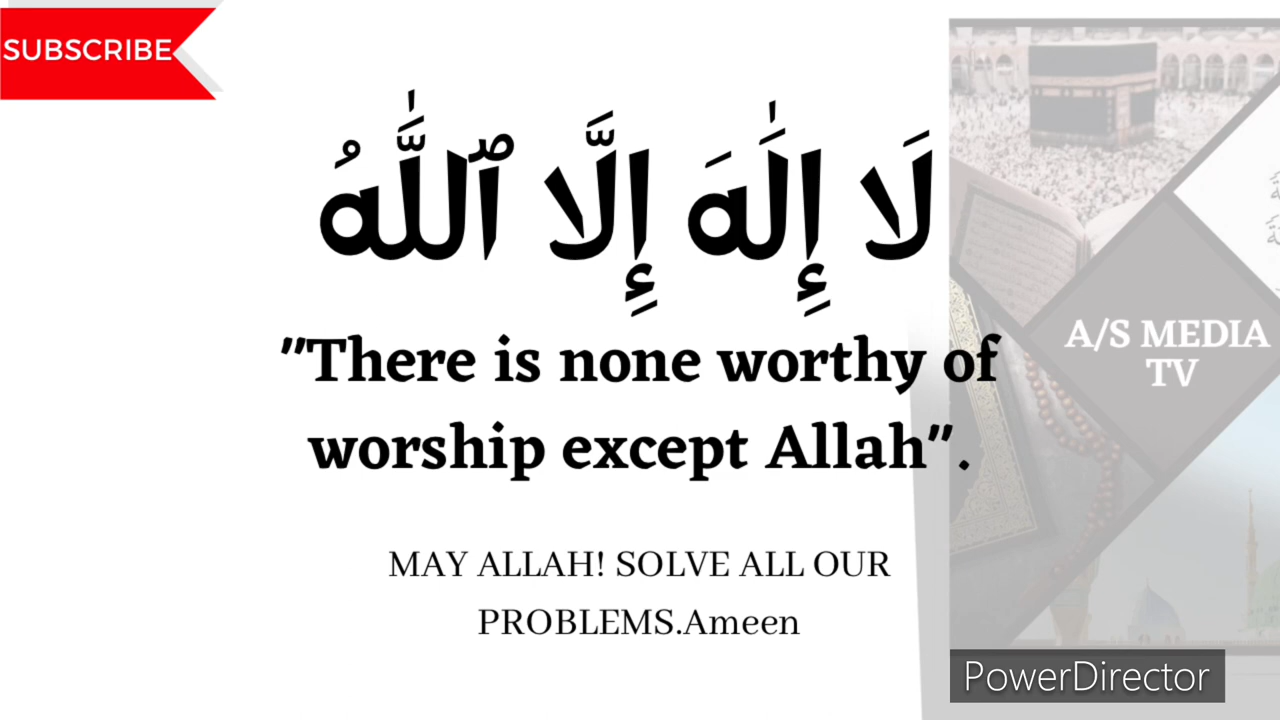 SUBSCRIBE
لَا إِلَٰهَ إِلَّا ٱللَّٰهُ
"There is none worthy of
worship except Allah".
MAY ALLAH! SOLVE ALL OUR
PROBLEMS.Ameen
A/S MEDIA
TV
PowerDirector